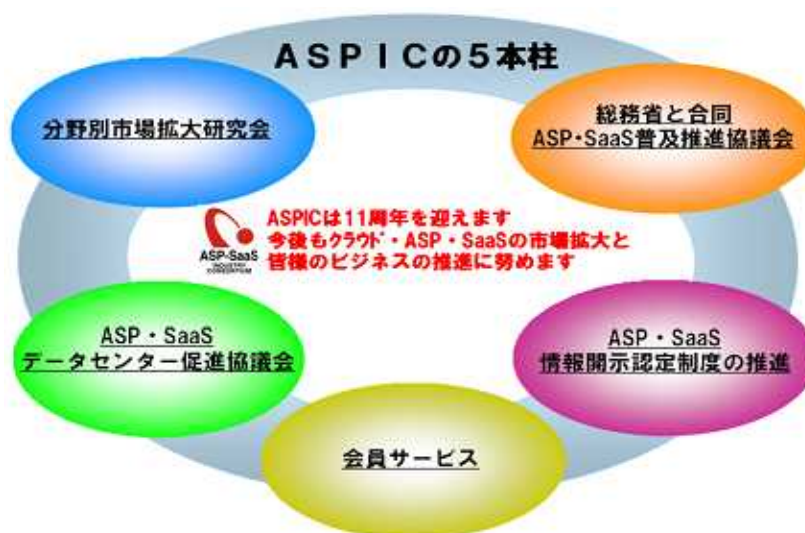 ASPICの5本柱
分野別市場拡大研究会
総務省と合同
ASP・SaaS普及推進協議会
ASPICは11周年を迎えます
今後もクラウド・ASP・SaaSの市場拡大と
皆様のビジネスの推進に努めます
ASP-SaaS
INDUSTRY
CONSORTIUM
ASP・SaaS
データセンター促進協議会
ASP・SaaS
情報開示認定制度の推進
会員サービス